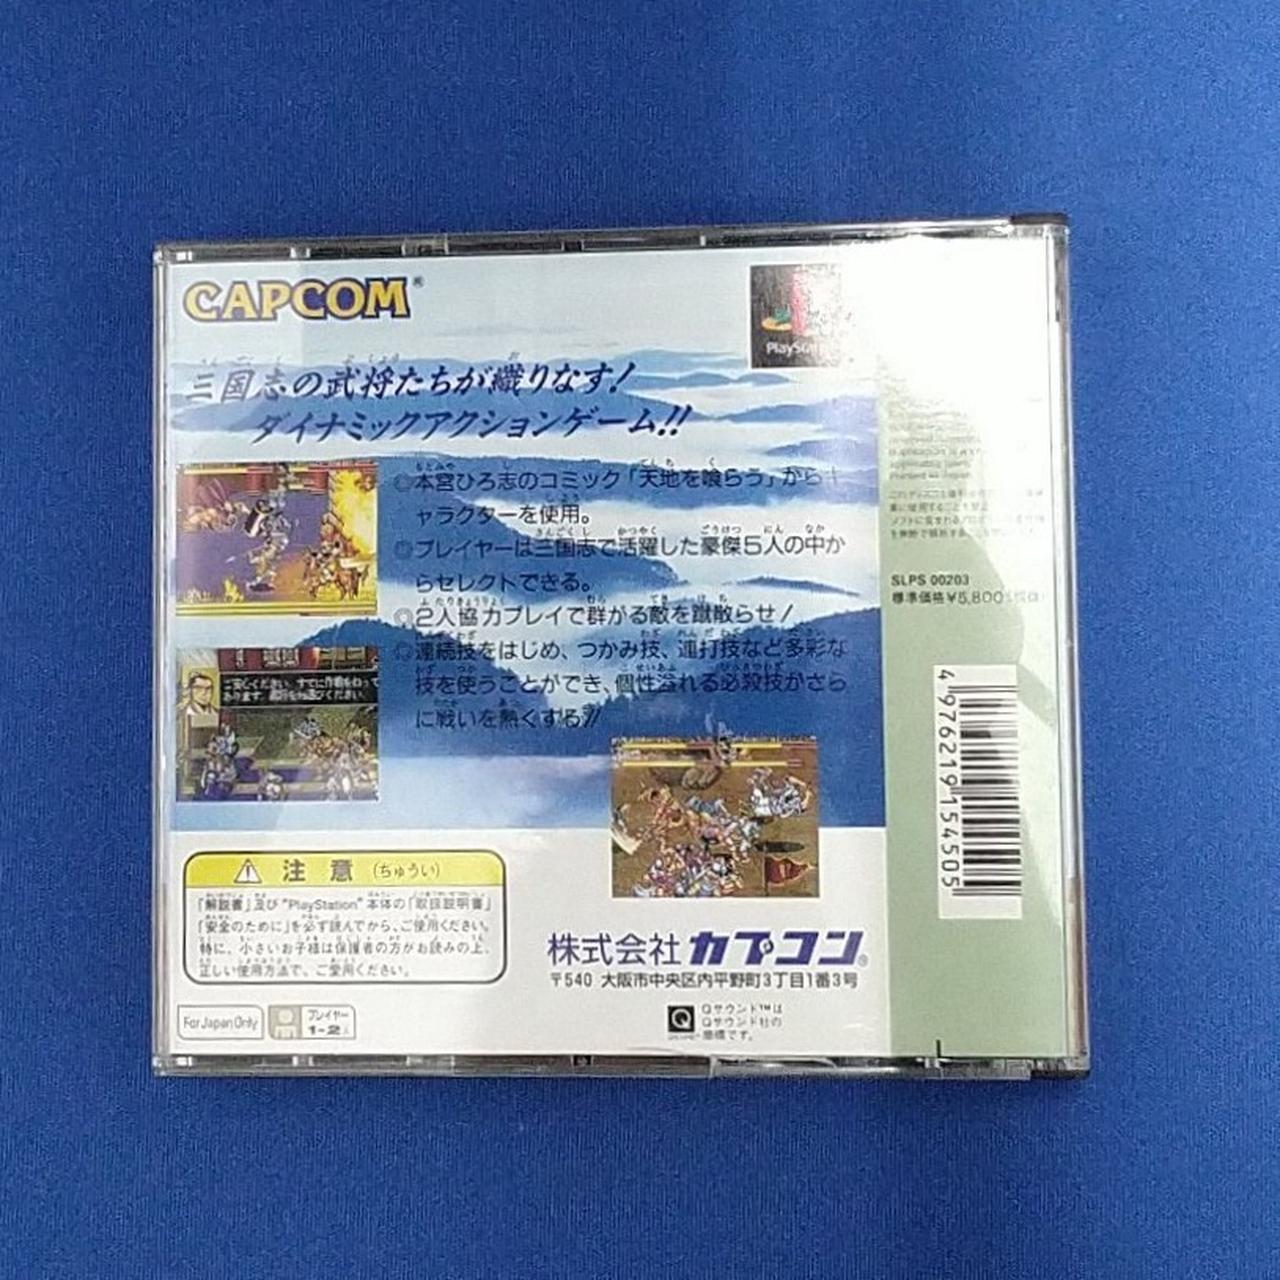 CAPCOM®
三国志の武将たちが織りなす!
ダイナミックアクションゲーム!!
◎本宮ひろ志のコミック「天地を喰らう」からキ
ャラクターを使用。
◎プレイヤーは三国志で活躍した豪傑5人の中か
らセレクトできる。
◎2人協力プレイで群がる敵を蹴散らせ!
◎連続技をはじめ、つかみ技、連打技など多彩な
技を使うことができ、個性溢れる必殺技がさら
に戦いを熱くする!!
SLPS 00203
標準価格¥5,800
4 976219 154505
注 意 (ちゅうい)
「解説書」及び"PlayStation"本体の「取扱説明書」
「安全のために」を必ず読んでから、ご使用ください。
特に、小さいお子様は保護者の方がお読みの上、
正しい使用方法で、ご愛用ください。
株式会社 カプコン®
〒540 大阪市中央区内平野町3丁目1番3号
For Japan Only
プレイヤー
1-2人
Q
Qサウンド™は
Qサウンド社の
商標です。